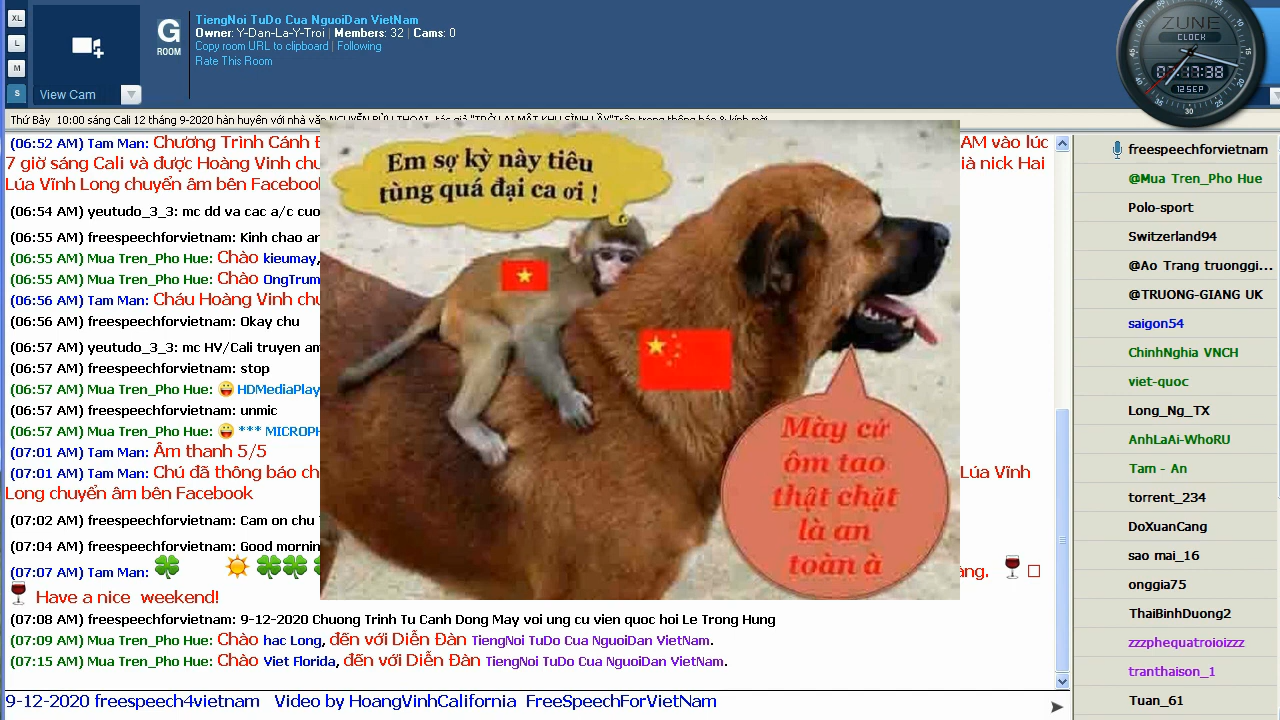 XL
L
M
S
View Cam
G
ROOM
TiengNoi TuDo Cua NguoiDan VietNam
Owner: Y-Dan-La-Y-Troi | Members: 32 | Cams: 0
Copy room URL to clipboard | Following
Rate This Room
ZUNE
CLOCK
07:17:38
12 SEP
Thứ Bảy 10:00 sáng Cali 12 tháng 9-2020 hàn huyên với nhà văn
(06:52 AM) Tam Man: Chương Trình Cánh Đ AM vào lúc
7 giờ sáng Cali và được Hoàng Vinh chu là nick Hai
Lúa Vĩnh Long chuyển âm bên Facebook
(06:54 AM) yeutudo_3_3: mc dd va cac a/c cuo
(06:55 AM) freespeechforvietnam: Kinh chao an
(06:55 AM) Mua Tren_Pho Hue: Chào kieumay,
(06:55 AM) Mua Tren_Pho Hue: Chào OngTrum
(06:56 AM) Tam Man: Cháu Hoàng Vinh chu
(06:56 AM) freespeechforvietnam: Okay chu
(06:57 AM) yeutudo_3_3: mc HV/Cali truyen am
(06:57 AM) freespeechforvietnam: stop
(06:57 AM) Mua Tren_Pho Hue: HDMediaPlay
(06:57 AM) freespeechforvietnam: unmic
(06:57 AM) Mua Tren_Pho Hue: *** MICROPH
(07:01 AM) Tam Man: Âm thanh 5/5
(07:01 AM) Tam Man: Chú đã thông báo ch Lúa Vĩnh
Long chuyển âm bên Facebook
(07:02 AM) freespeechforvietnam: Cam on chu
(07:04 AM) freespeechforvietnam: Good mornin
(07:07 AM) Tam Man: àng.
Have a nice weekend!
(07:08 AM) freespeechforvietnam: 9-12-2020 Chuong Trinh Tu Canh Dong May voi ung cu vien quoc hoi Le Trong Hung
(07:09 AM) Mua Tren_Pho Hue: Chào hac Long, đến với Diễn Đàn TiengNoi TuDo Cua NguoiDan VietNam.
(07:15 AM) Mua Tren_Pho Hue: Chào Viet Florida, đến với Diễn Đàn TiengNoi TuDo Cua NguoiDan VietNam.
9-12-2020 freespeech4vietnam Video by HoangVinhCalifornia FreeSpeechForVietNam
Em sợ kỳ này tiêu
tùng quá đại ca ơi !
Mày cứ
ôm tao
thật chặt
là an
toàn à
freespeechforvietnam
@Mua Tren_Pho Hue
Polo-sport
Switzerland94
@Ao Trang truonggi...
@TRUONG-GIANG UK
saigon54
ChinhNghia VNCH
viet-quoc
Long_Ng_TX
AnhLaAi-WhoRU
Tam - An
torrent_234
DoXuanCang
sao mai_16
onggia75
ThaiBinhDuong2
zzzphequatroioizzz
tranthaison_1
Tuan_61